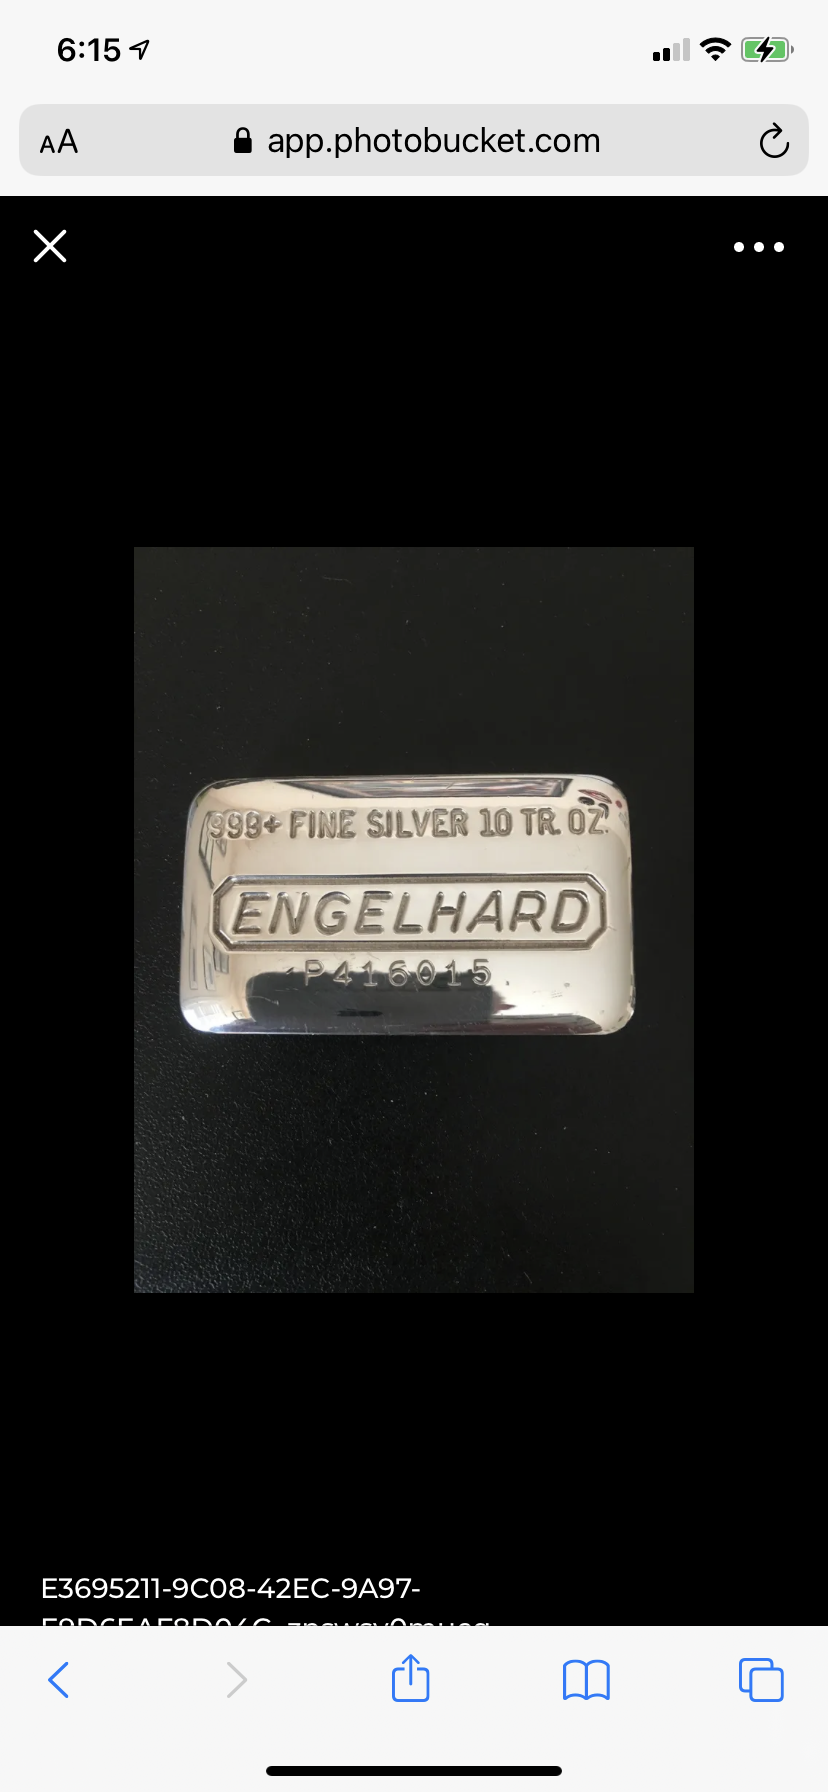 6:15
AA
app.photobucket.com
999+ FINE SILVER 10 TR. OZ.
ENGELHARD
P416015
E3695211-9C08-42EC-9A97-